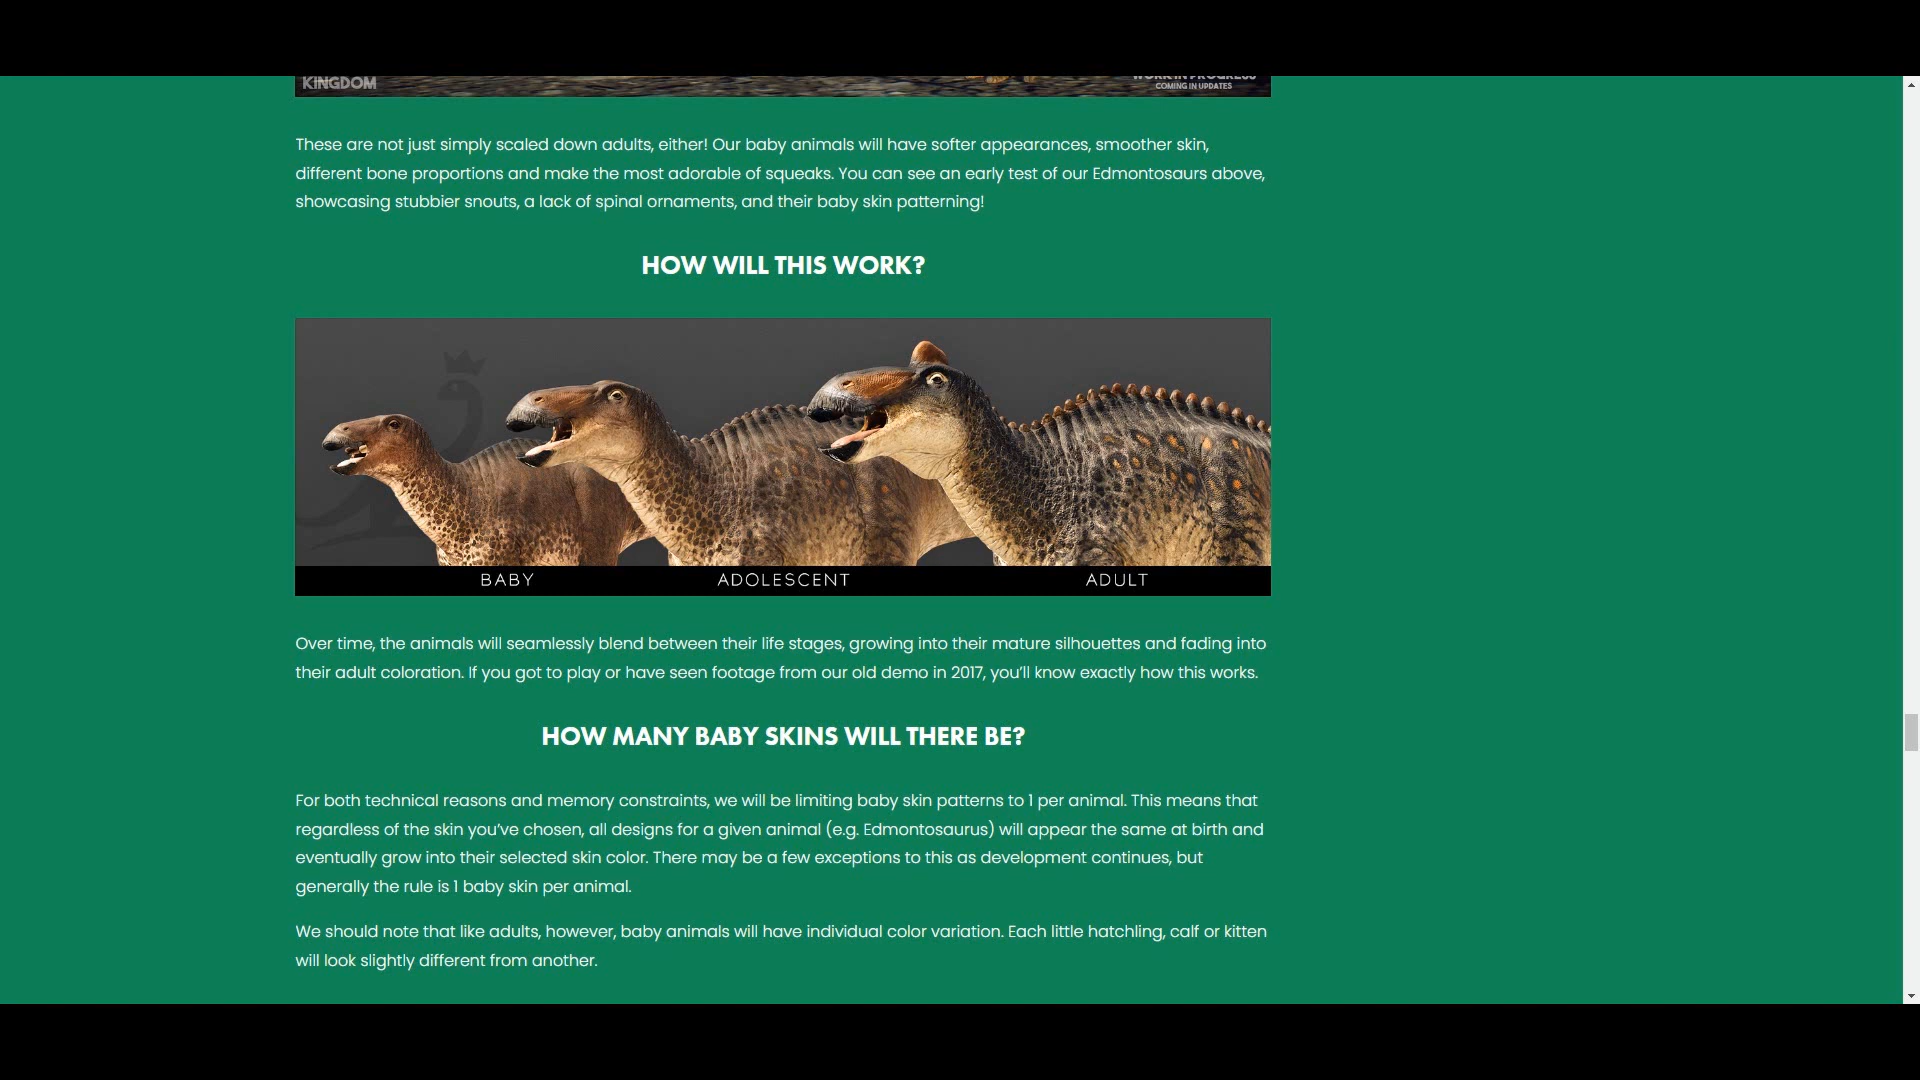 KINGDOM
WORK IN PROGRESS
COMING IN UPDATES
These are not just simply scaled down adults, either! Our baby animals will have softer appearances, smoother skin,
different bone proportions and make the most adorable of squeaks. You can see an early test of our Edmontosaurs above,
showcasing stubbier snouts, a lack of spinal ornaments, and their baby skin patterning!
HOW WILL THIS WORK?
BABY
ADOLESCENT
ADULT
Over time, the animals will seamlessly blend between their life stages, growing into their mature silhouettes and fading into
their adult coloration. If you got to play or have seen footage from our old demo in 2017, you'll know exactly how this works.
HOW MANY BABY SKINS WILL THERE BE?
For both technical reasons and memory constraints, we will be limiting baby skin patterns to 1 per animal. This means that
regardless of the skin you've chosen, all designs for a given animal (e.g. Edmontosaurus) will appear the same at birth and
eventually grow into their selected skin color. There may be a few exceptions to this as development continues, but
generally the rule is 1 baby skin per animal.
We should note that like adults, however, baby animals will have individual color variation. Each little hatchling, calf or kitten
will look slightly different from another.